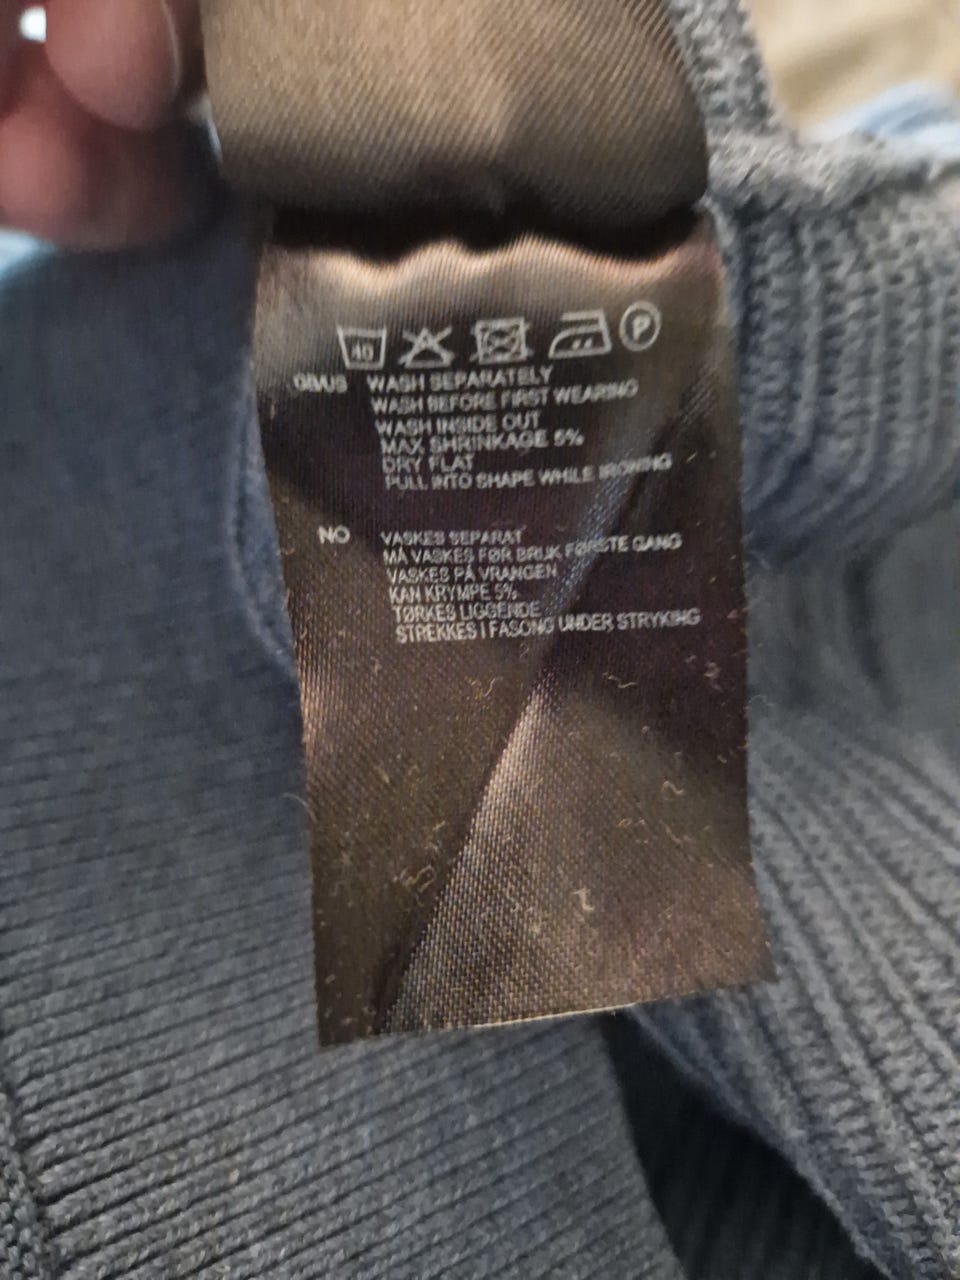 40 P
GB/US WASH SEPARATELY
WASH BEFORE FIRST WEARING
WASH INSIDE OUT
MAX SHRINKAGE 5%
DRY FLAT
PULL INTO SHAPE WHILE IRONING
NO VASKES SEPARAT
MÅ VASKES FØR BRUK FØRSTE GANG
VASKES PÅ VRANGEN
KAN KRYMPE 5%
TØRKES LIGGENDE
STREKKES I FASONG UNDER STRYKING